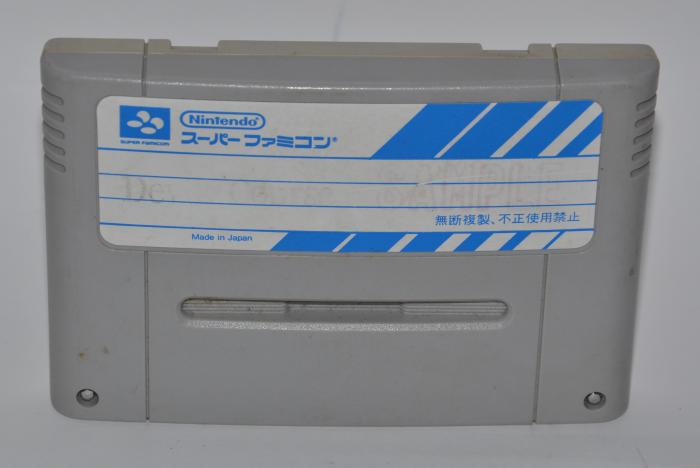 Nintendo®
スーパーファミコン®
SUPER FAMICOM
SAMPLE
無断複製、不正使用禁止
Made in Japan